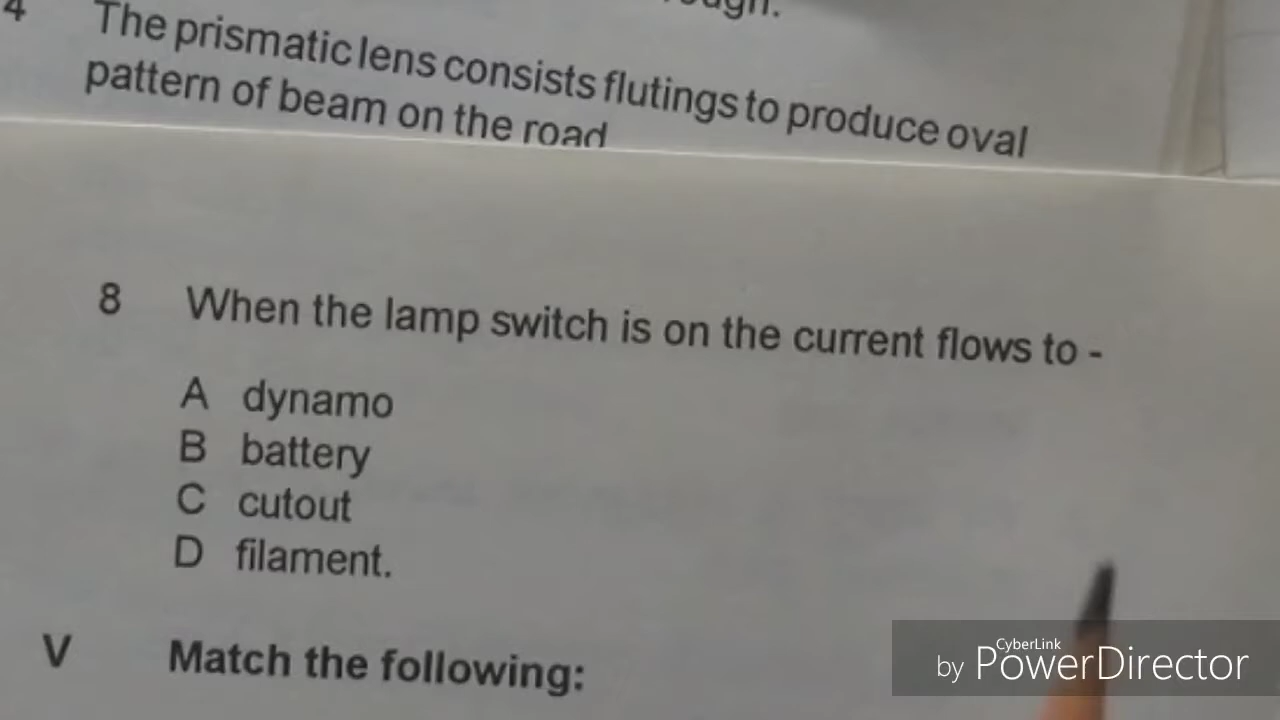 4 The prismatic lens consists flutings to produce oval
pattern of beam on the road
8 When the lamp switch is on the current flows to -
A dynamo
B battery
C cutout
D filament.
V Match the following:
CyberLink
by PowerDirector